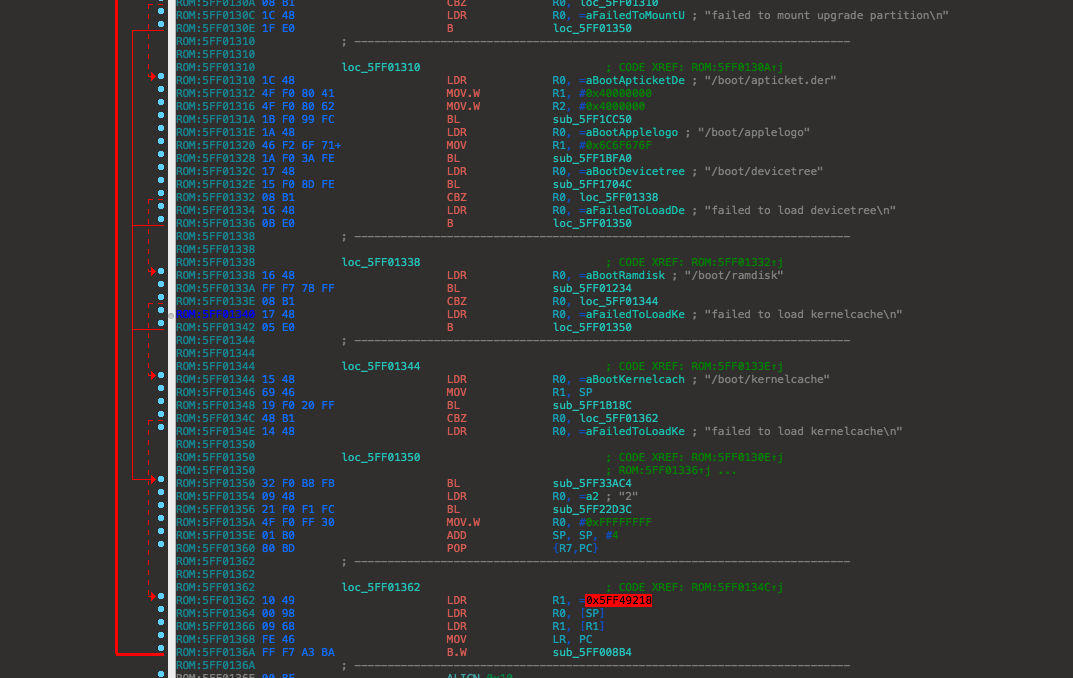 ROM:5FF0130A 08 B1 CBZ R0, loc_5FF01310
ROM:5FF0130C 1C 48 LDR R0, =aFailedToMountU ; "failed to mount upgrade partition\n"
ROM:5FF0130E 1F E0 B loc_5FF01350
ROM:5FF01310 ; ---------------------------------------------------------------------------
ROM:5FF01310
ROM:5FF01310 loc_5FF01310 ; CODE XREF: ROM:5FF0130A↑j
ROM:5FF01310 1C 48 LDR R0, =aBootApticketDe ; "/boot/apticket.der"
ROM:5FF01312 4F F0 80 41 MOV.W R1, #0x40000000
ROM:5FF01316 4F F0 80 62 MOV.W R2, #0x4000000
ROM:5FF0131A 1B F0 99 FC BL sub_5FF1CC50
ROM:5FF0131E 1A 48 LDR R0, =aBootApplelogo ; "/boot/applelogo"
ROM:5FF01320 46 F2 6F 71+ MOV R1, #0x6C6F676F
ROM:5FF01328 1A F0 3A FE BL sub_5FF1BFA0
ROM:5FF0132C 17 48 LDR R0, =aBootDevicetree ; "/boot/devicetree"
ROM:5FF0132E 15 F0 8D FE BL sub_5FF1704C
ROM:5FF01332 08 B1 CBZ R0, loc_5FF01338
ROM:5FF01334 16 48 LDR R0, =aFailedToLoadDe ; "failed to load devicetree\n"
ROM:5FF01336 0B E0 B loc_5FF01350
ROM:5FF01338 ; ---------------------------------------------------------------------------
ROM:5FF01338
ROM:5FF01338 loc_5FF01338 ; CODE XREF: ROM:5FF01332↑j
ROM:5FF01338 16 48 LDR R0, =aBootRamdisk ; "/boot/ramdisk"
ROM:5FF0133A FF F7 7B FF BL sub_5FF01234
ROM:5FF0133E 08 B1 CBZ R0, loc_5FF01344
ROM:5FF01340 17 48 LDR R0, =aFailedToLoadKe ; "failed to load kernelcache\n"
ROM:5FF01342 05 E0 B loc_5FF01350
ROM:5FF01344 ; ---------------------------------------------------------------------------
ROM:5FF01344
ROM:5FF01344 loc_5FF01344 ; CODE XREF: ROM:5FF0133E↑j
ROM:5FF01344 15 48 LDR R0, =aBootKernelcach ; "/boot/kernelcache"
ROM:5FF01346 69 46 MOV R1, SP
ROM:5FF01348 19 F0 20 FF BL sub_5FF1B18C
ROM:5FF0134C 48 B1 CBZ R0, loc_5FF01362
ROM:5FF0134E 14 48 LDR R0, =aFailedToLoadKe ; "failed to load kernelcache\n"
ROM:5FF01350
ROM:5FF01350 loc_5FF01350 ; CODE XREF: ROM:5FF0130E↑j
ROM:5FF01350 ; ROM:5FF01336↑j ...
ROM:5FF01350 32 F0 B8 FB BL sub_5FF33AC4
ROM:5FF01354 09 48 LDR R0, =a2 ; "2"
ROM:5FF01356 21 F0 F1 FC BL sub_5FF22D3C
ROM:5FF0135A 4F F0 FF 30 MOV.W R0, #0xFFFFFFFF
ROM:5FF0135E 01 B0 ADD SP, SP, #4
ROM:5FF01360 80 BD POP {R7,PC}
ROM:5FF01362 ; ---------------------------------------------------------------------------
ROM:5FF01362
ROM:5FF01362 loc_5FF01362 ; CODE XREF: ROM:5FF0134C↑j
ROM:5FF01362 10 49 LDR R1, =0x5FF49218
ROM:5FF01364 00 98 LDR R0, [SP]
ROM:5FF01366 09 68 LDR R1, [R1]
ROM:5FF01368 FE 46 MOV LR, PC
ROM:5FF0136A FF F7 A3 BA B.W sub_5FF008B4
ROM:5FF0136A ; ---------------------------------------------------------------------------
ROM:5FF0136E 00 BF ALIGN 0x10